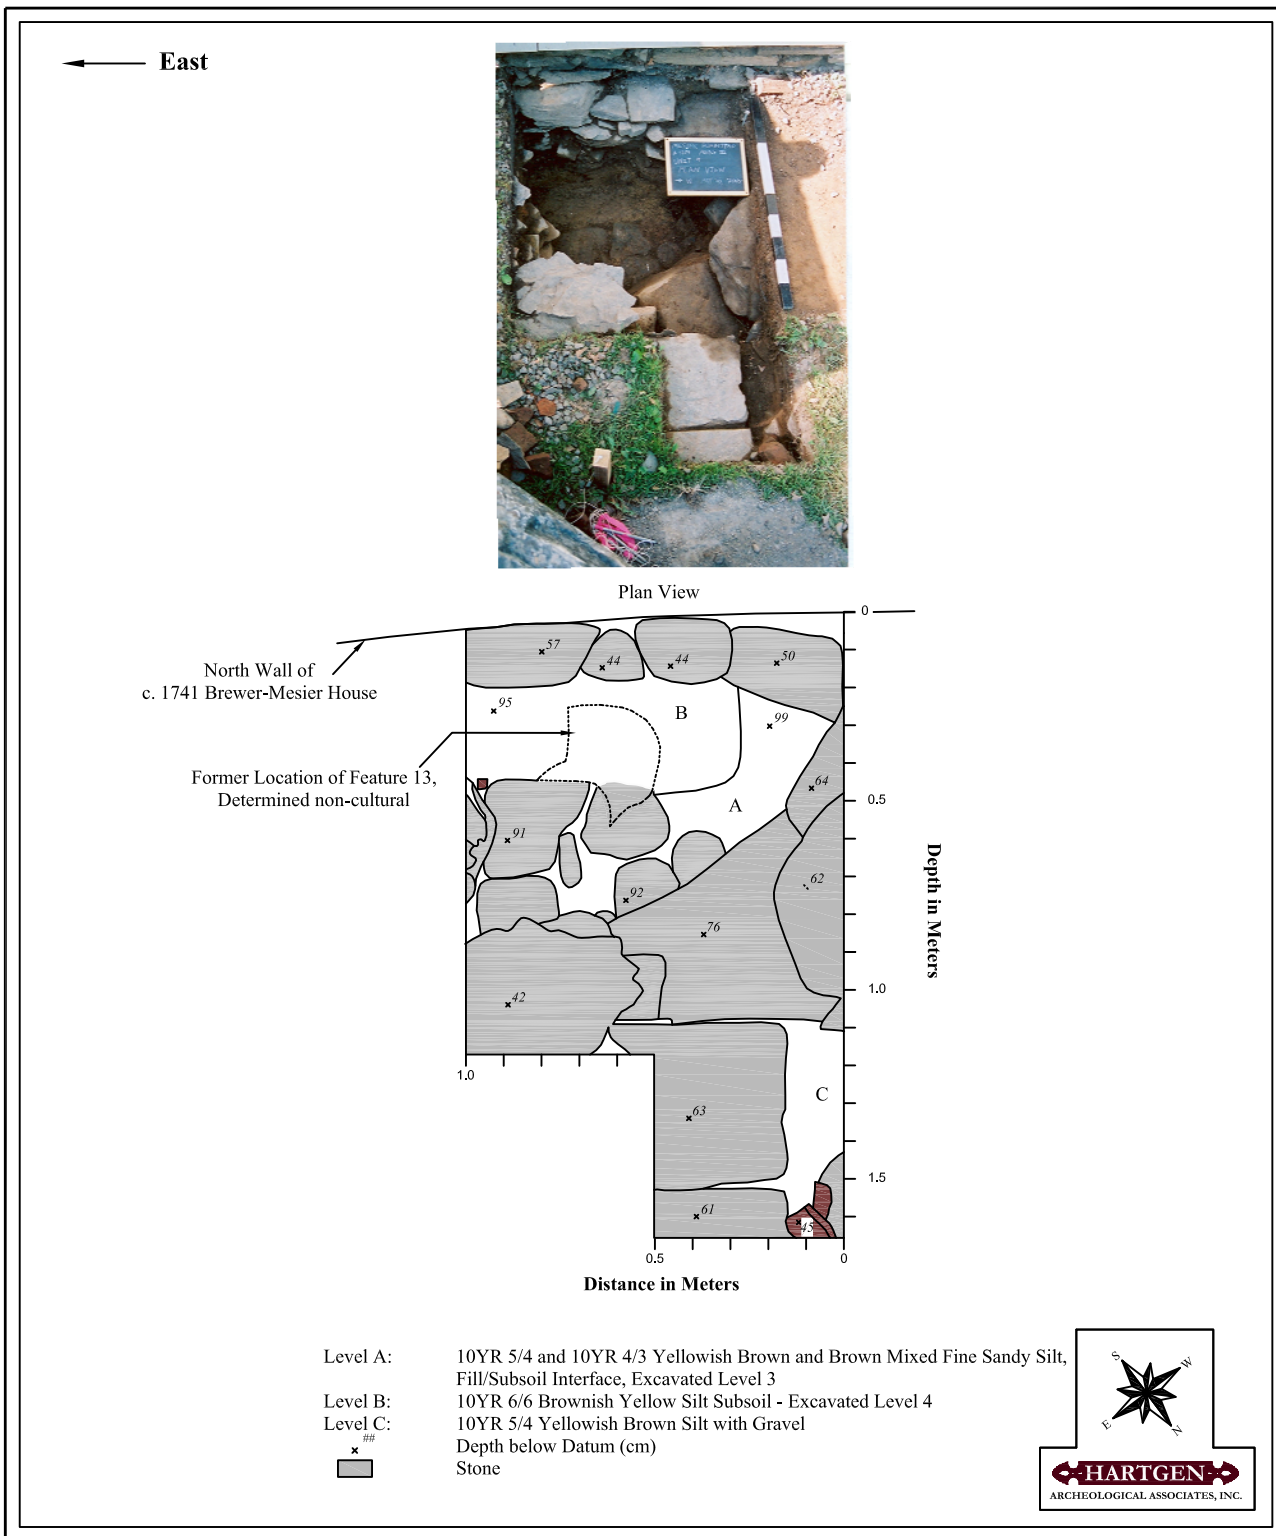 East
PLAN VIEW
Plan View
0
57
44
44
50
North Wall of
c. 1741 Brewer-Mesier House
95
B
99
Former Location of Feature 13,
Determined non-cultural
64
0.5
A
91
62
Depth in Meters
92
76
42
1.0
1.0
C
63
1.5
61
45
0.5
0
Distance in Meters
Level A: 10YR 5/4 and 10YR 4/3 Yellowish Brown and Brown Mixed Fine Sandy Silt,
Fill/Subsoil Interface, Excavated Level 3
Level B: 10YR 6/6 Brownish Yellow Silt Subsoil - Excavated Level 4
Level C: 10YR 5/4 Yellowish Brown Silt with Gravel
x ## Depth below Datum (cm)
Stone
S
W
E
N
HARTGEN
ARCHEOLOGICAL ASSOCIATES, INC.